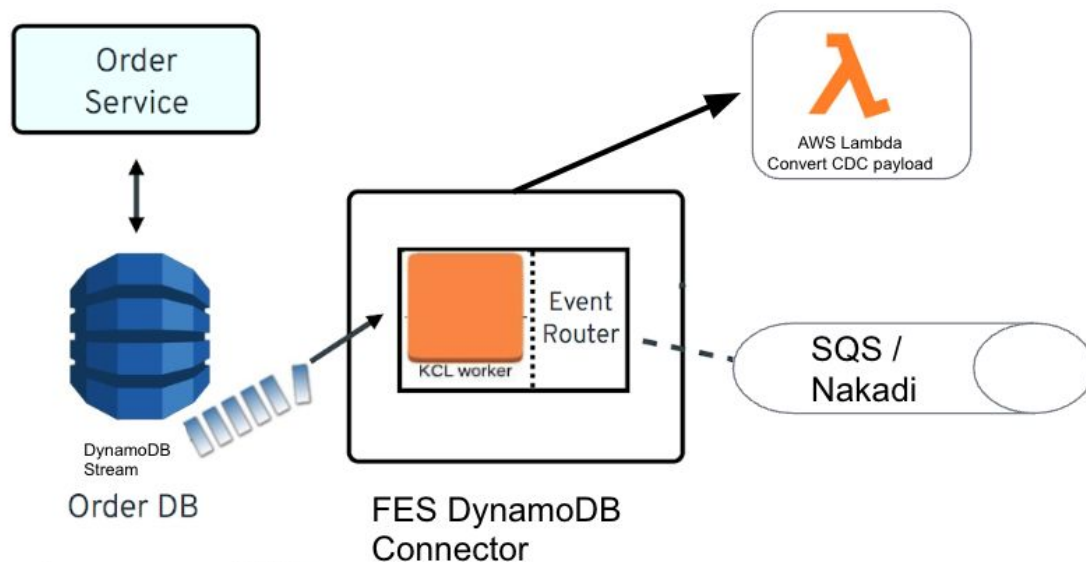 Order
Service
AWS Lambda
Convert CDC payload
Event
Router
KCL worker
SQS /
Nakadi
DynamoDB
Stream
Order DB
FES DynamoDB
Connector